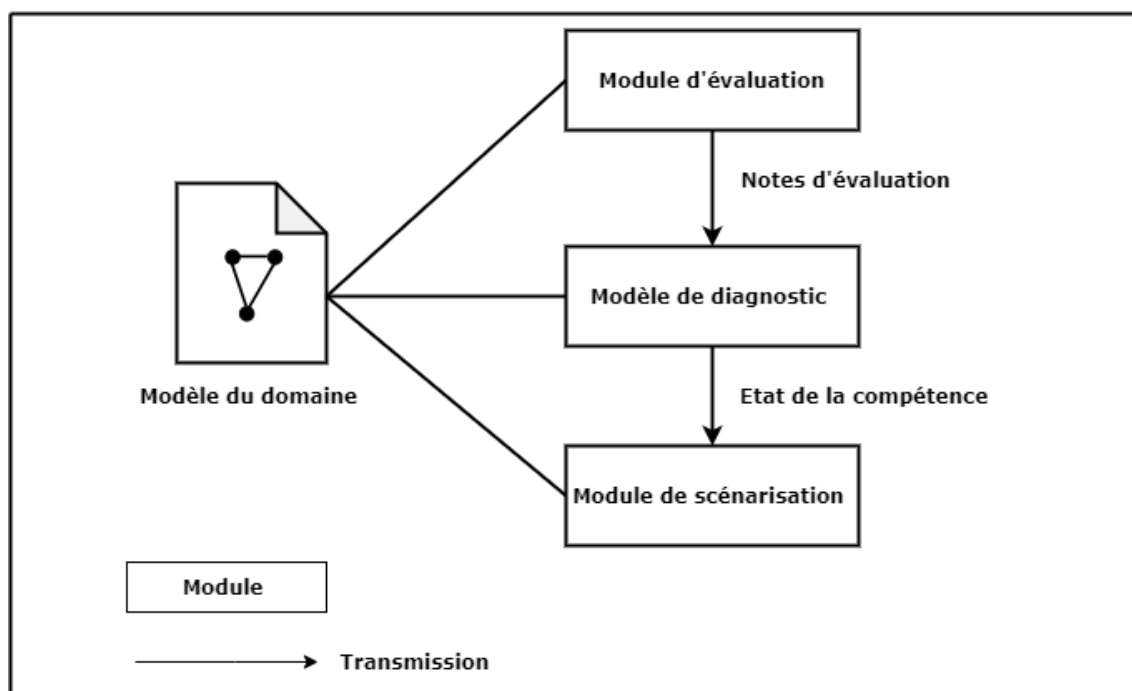 Module d'évaluation
Notes d'évaluation
Modèle de diagnostic
Modèle du domaine
Etat de la compétence
Module de scénarisation
Module
Transmission